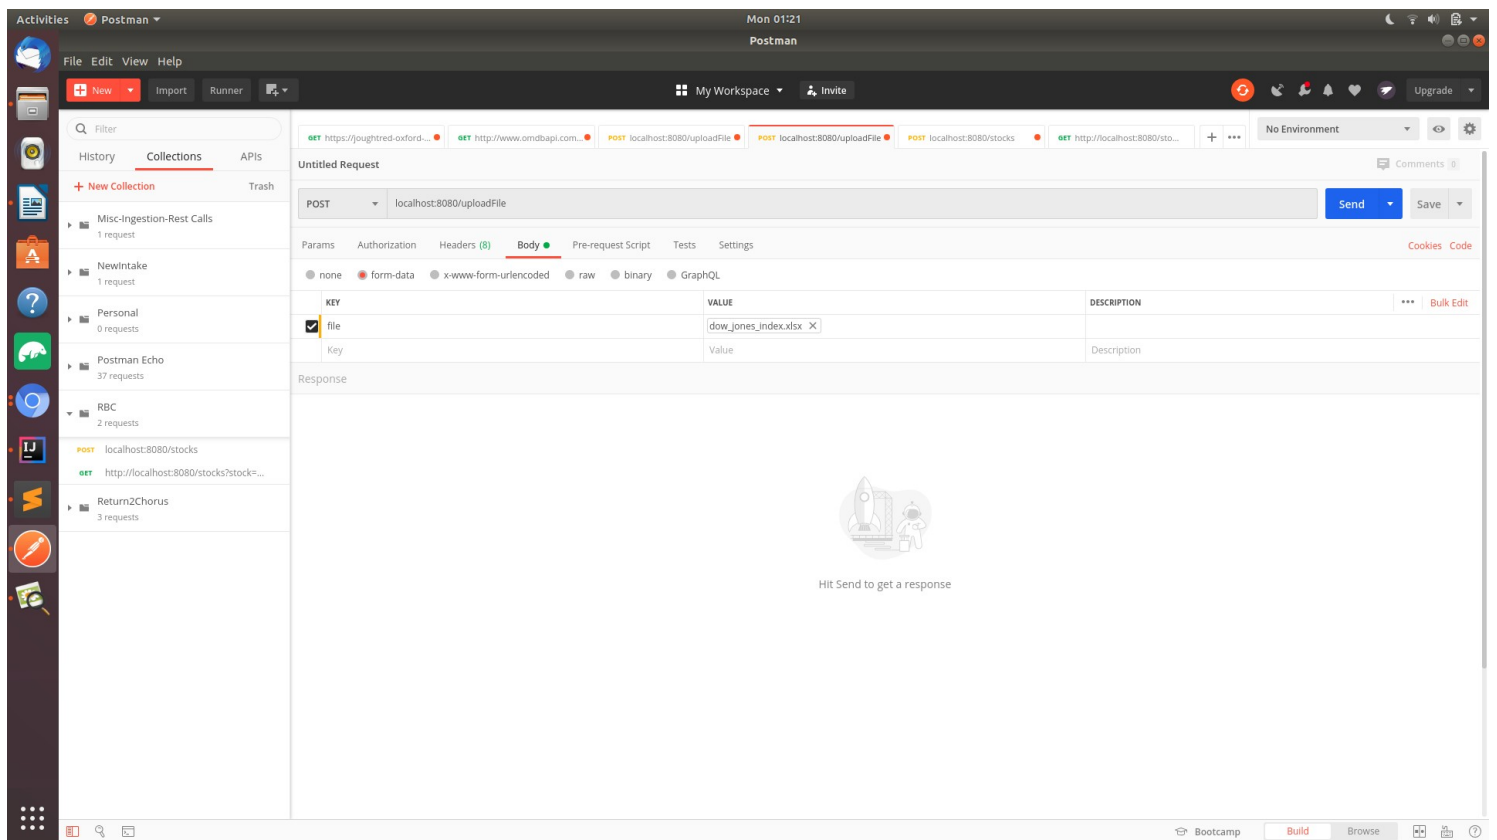 Activities Postman Mon 01:21
Postman
File Edit View Help
New Import Runner My Workspace Invite Upgrade
Filter
History Collections APIs
+ New Collection Trash
Misc-Ingestion-Rest Calls
1 request
NewIntake
1 request
Personal
0 requests
Postman Echo
37 requests
RBC
2 requests
POST localhost:8080/stocks
GET http://localhost:8080/stocks?stock=...
Return2Chorus
3 requests
GET https://joughtred-oxford-... GET http://www.omdbapi.com... POST localhost:8080/uploadFile POST localhost:8080/uploadFile POST localhost:8080/stocks GET http://localhost:8080/sto... + ••• No Environment
Untitled Request Comments 0
POST localhost:8080/uploadFile Send Save
Params Authorization Headers (8) Body Pre-request Script Tests Settings Cookies Code
none form-data x-www-form-urlencoded raw binary GraphQL
KEY VALUE DESCRIPTION ••• Bulk Edit
file dow_jones_index.xlsx X
Key Value Description
Response
Hit Send to get a response
Bootcamp Build Browse